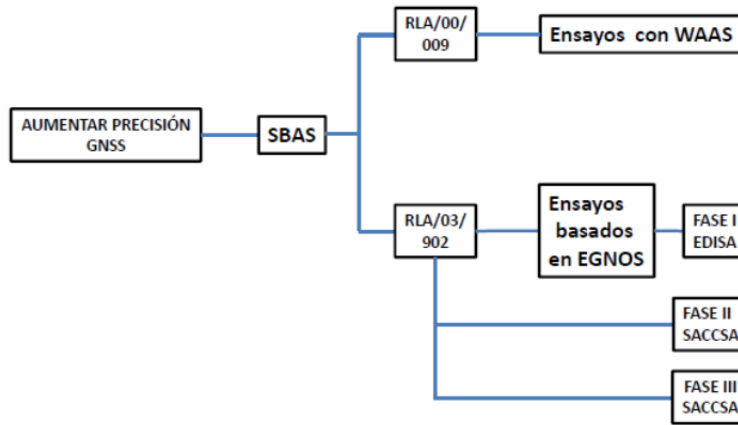 RLA/00/
009
Ensayos con WAAS
AUMENTAR PRECISIÓN
GNSS
SBAS
RLA/03/
902
Ensayos
basados
en EGNOS
FASE I
EDISA
FASE II
SACCSA
FASE III
SACCSA